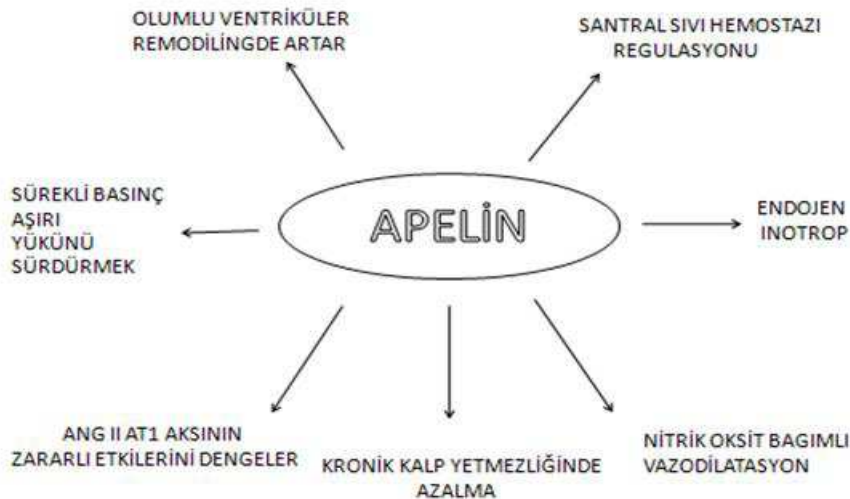 OLUMLU VENTRİKÜLER
REMODİLİNGDE ARTAR
SANTRAL SIVI HEMOSTAZI
REGULASYONU
SÜREKLİ BASINÇ
AŞIRI
YÜKÜNÜ
SÜRDÜRMEK
APELİN
ENDOJEN
INOTROP
ANG II AT1 AKSININ
ZARARLI ETKİLERİNİ DENGELER
KRONİK KALP YETMEZLİĞİNDE
AZALMA
NİTRİK OKSİT BAGIMLI
VAZODİLATASYON